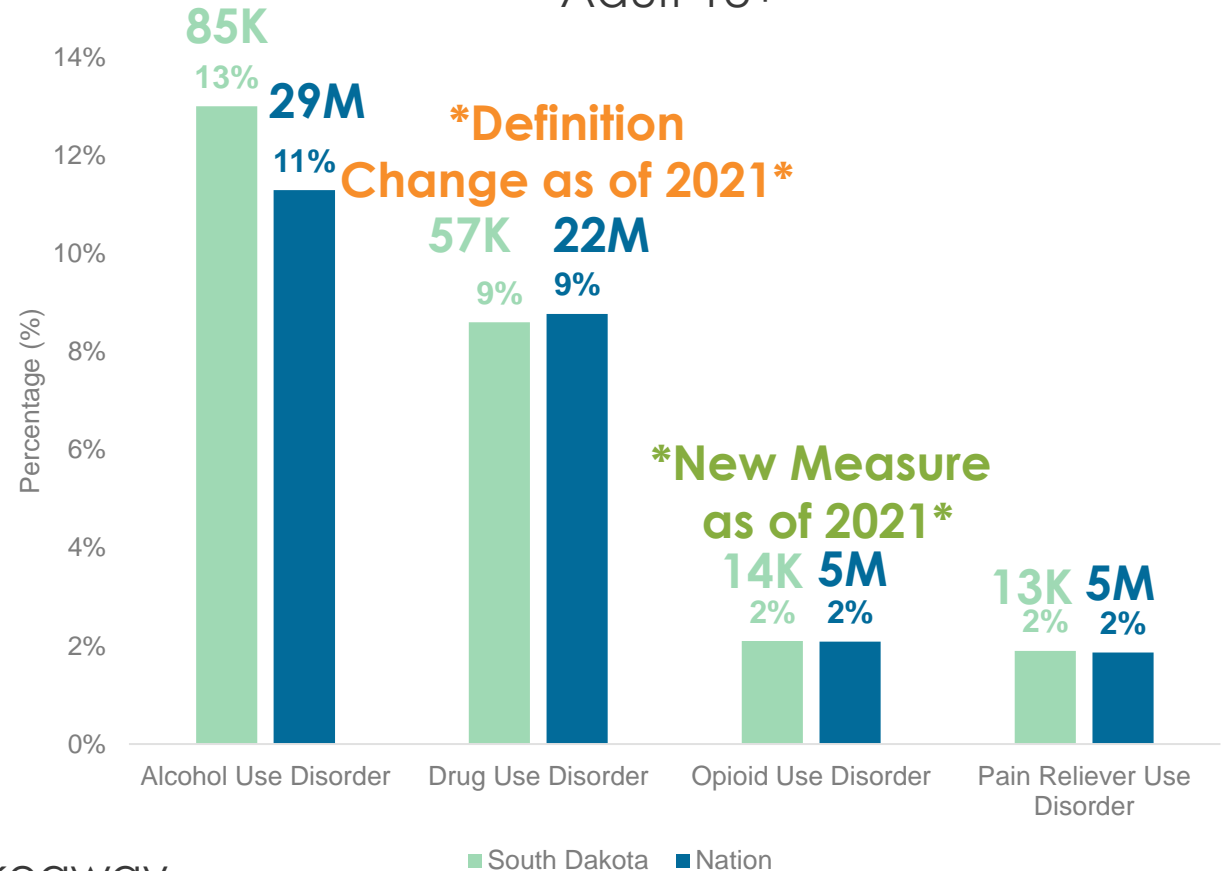 85K
14%
13%
29M
*Definition
12%
11%
Change as of 2021*
57K 22M
10%
9% 9%
8%
Percentage (%)
6%
*New Measure
as of 2021*
4%
14K 5M
13K 5M
2% 2%
2% 2%
2%
0%
Alcohol Use Disorder Drug Use Disorder Opioid Use Disorder Pain Reliever Use
Disorder
South Dakota Nation